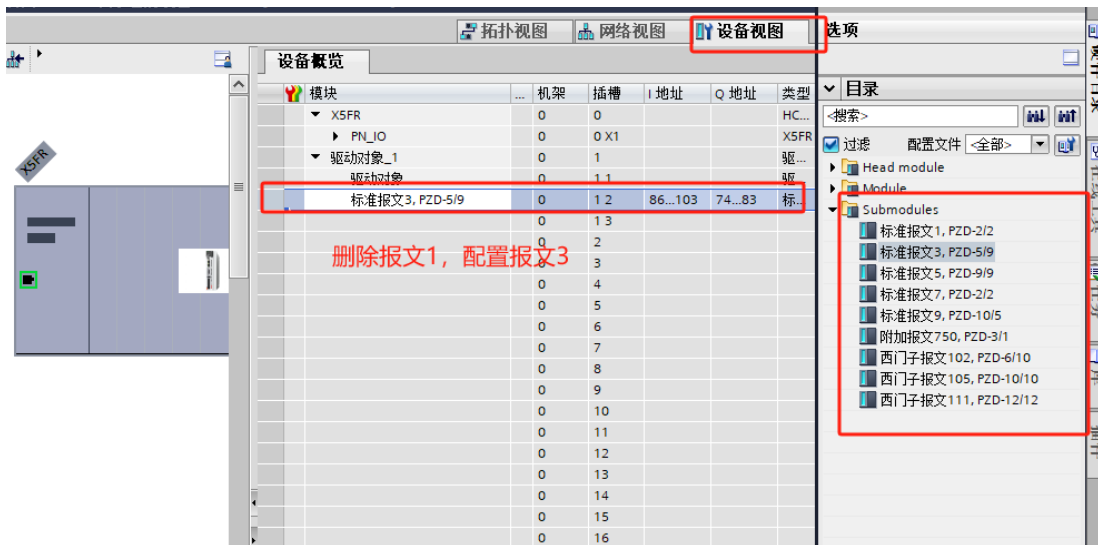 拓扑视图 网络视图 设备视图 选项
设备概览
目录
模块 ... 机架 插槽 I 地址 Q 地址 类型
<搜索>
X5FR 0 0 HC...
PN_IO 0 0 X1 X5FR
过滤 配置文件 <全部>
驱动对象_1 0 1 驱...
驱动对象 0 1 1 驱...
标准报文3, PZD-5/9 0 1 2 86...103 74...83 标...
0 1 3
删除报文1，配置报文3
0 2
0 3
0 4
0 5
0 6
0 7
0 8
0 9
0 10
0 11
0 12
0 13
0 14
0 15
0 16
Head module
Module
Submodules
标准报文1, PZD-2/2
标准报文3, PZD-5/9
标准报文5, PZD-9/9
标准报文7, PZD-2/2
标准报文9, PZD-10/5
附加报文750, PZD-3/1
西门子报文102, PZD-6/10
西门子报文105, PZD-10/10
西门子报文111, PZD-12/12
X5FR